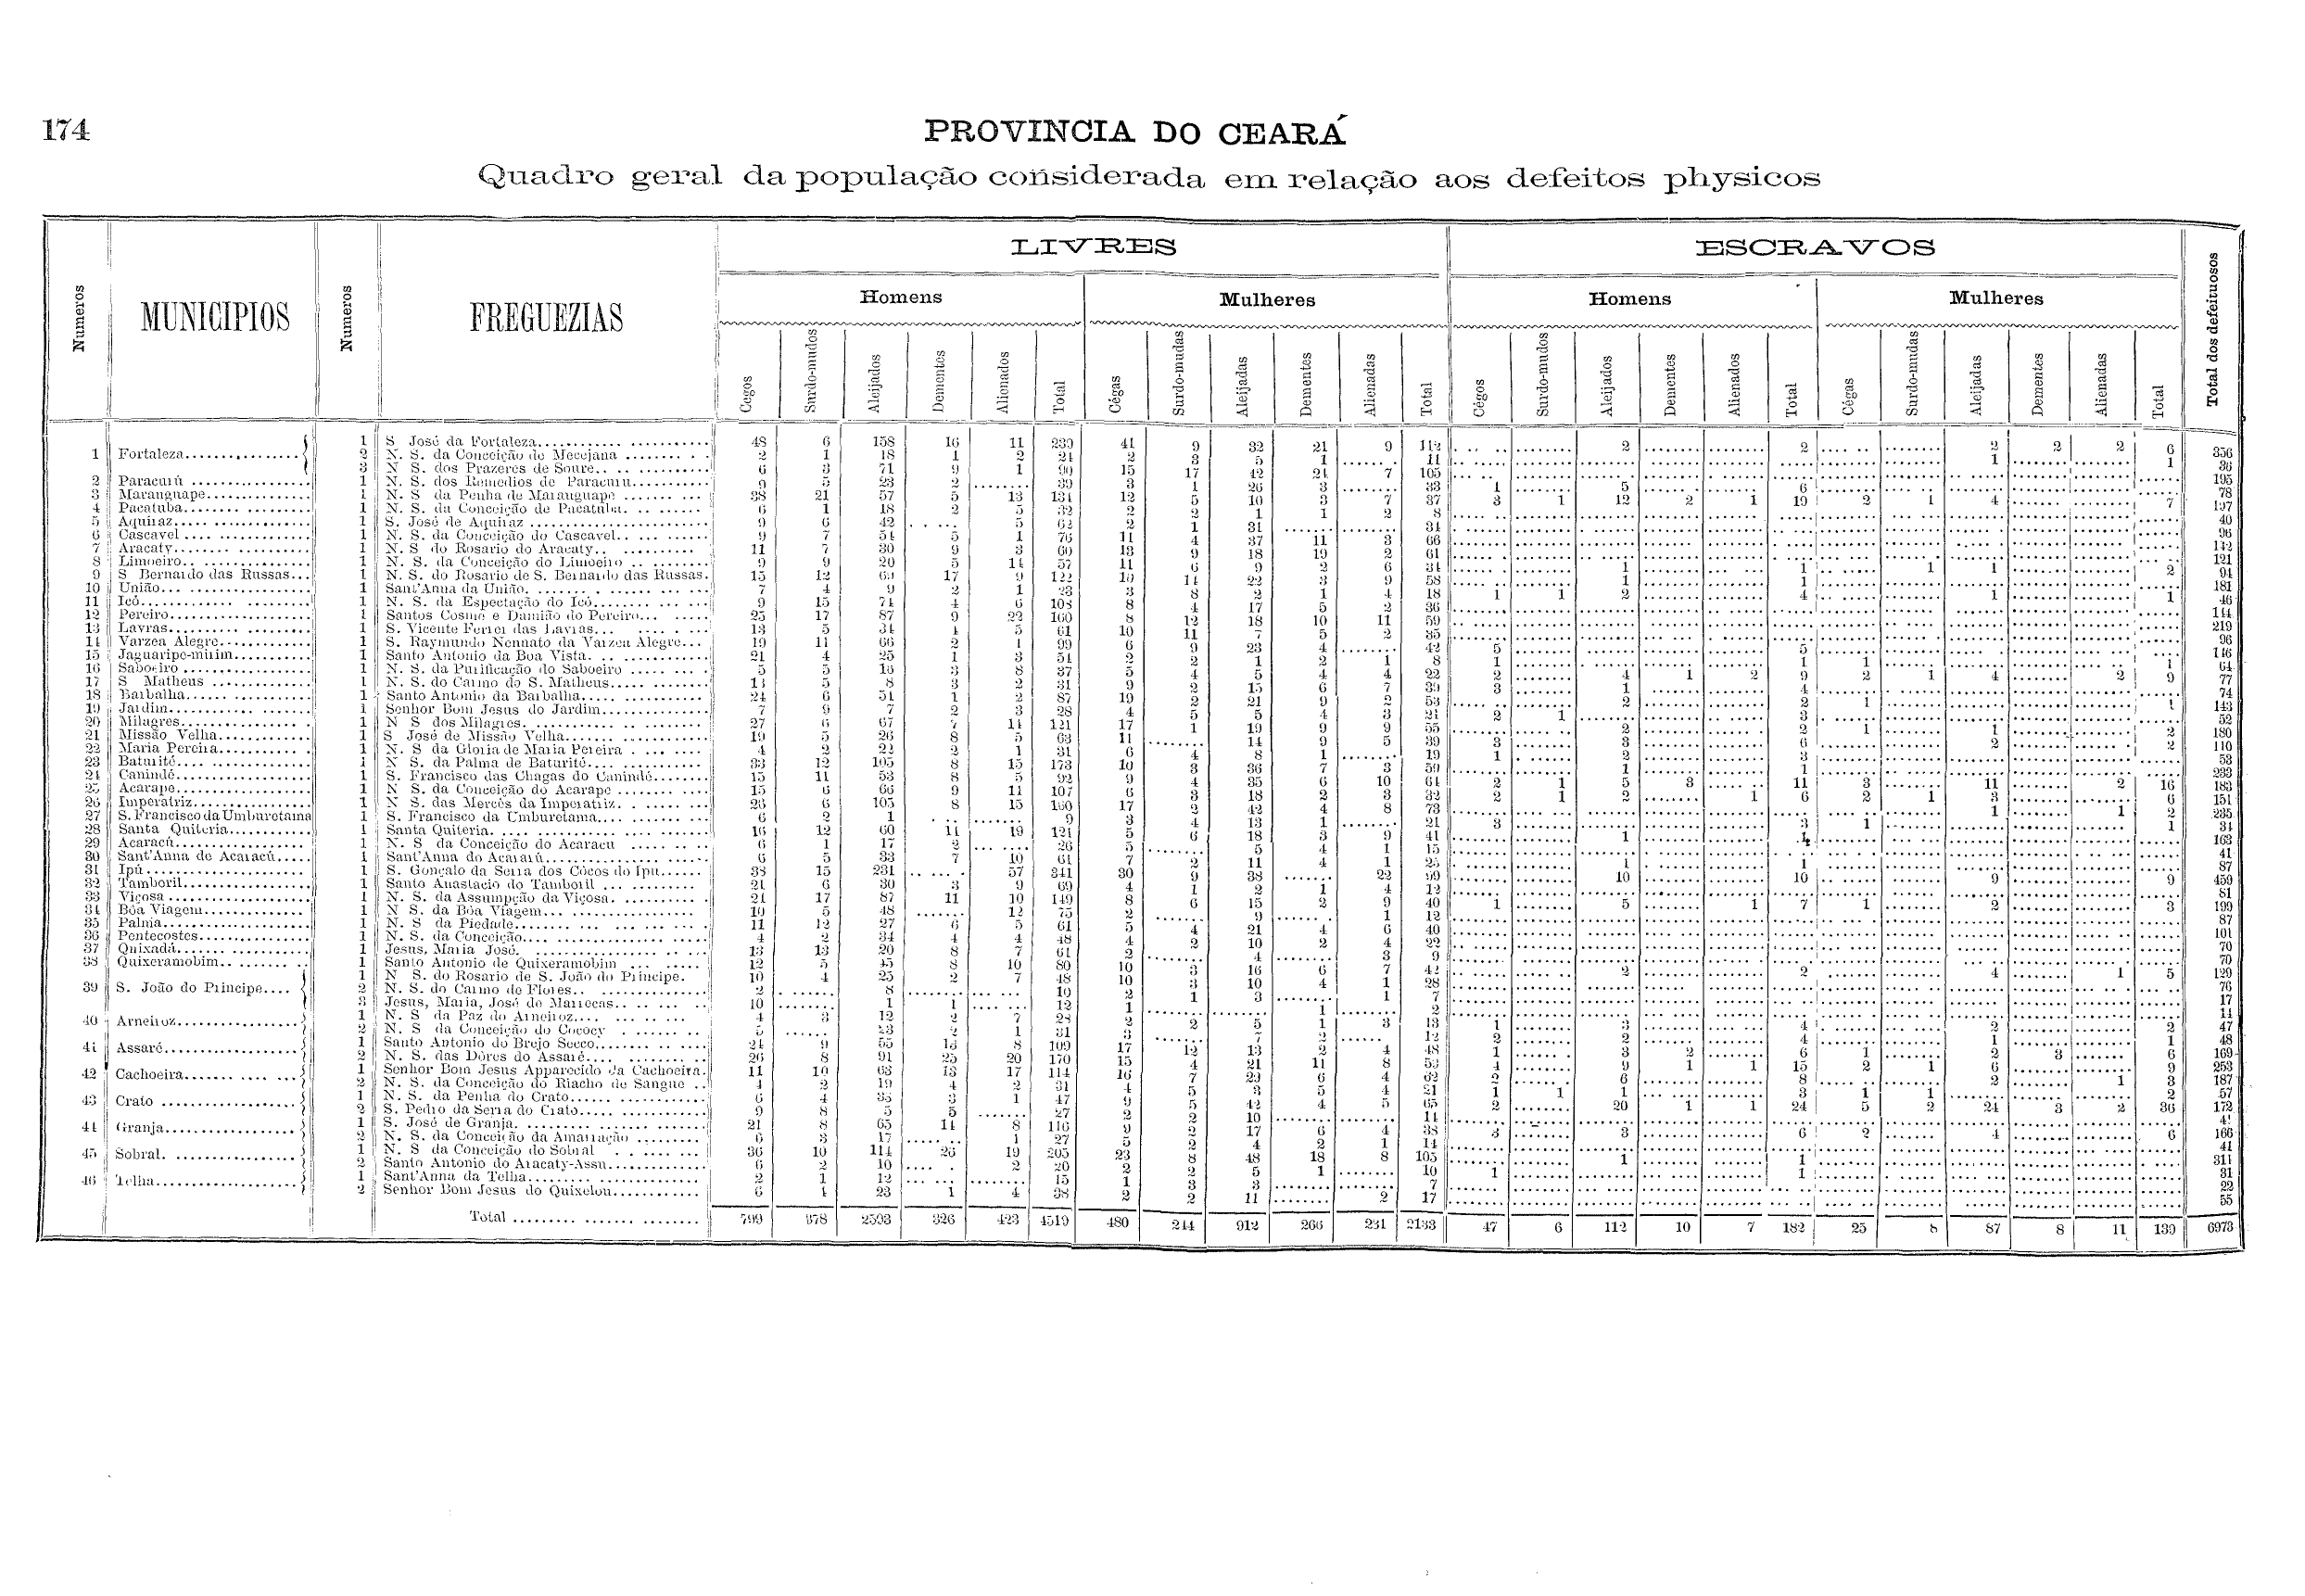 174
PROVINCIA DO CEARÁ
Quadro geral da população considerada em relação aos defeitos physicos
Numeros
MUNICIPIOS
Numeros
FREGUEZIAS
LIVRES
ESCRAVOS
Total dos defeituosos
Homens
Mulheres
Homens
Mulheres
Cegos Surdo-mudos Aleijados Dementes Alienados Total
Cégas Surdo-mudas Aleijadas Dementes Alienadas Total
Cégos Surdo-mudos Aleijados Dementes Alienados Total
Cégas Surdo-mudas Aleijadas Dementes Alienadas Total
1 Fortaleza 1 S José da Fortaleza 48 6 158 16 11 239 41 9 32 21 9 112 2 2 2 2 2 6 356
2 N. S. da Conceição de Mecejana 2 1 18 1 2 24 2 3 5 1 11 1 1 36
3 N S. dos Prazeres de Soure 6 3 71 9 1 90 15 17 42 24 7 105 195
2 Paracurú 1 N. S. dos Remedios de Paracuru 9 5 23 2 39 3 1 26 3 33 1 5 6 78
3 Maranguape 1 N. S da Penha de Maranguape 38 21 57 5 13 134 12 5 10 3 7 37 3 1 12 2 1 19 2 1 4 7 197
4 Pacatuba 1 N. S. da Conceição de Pacatuba 6 1 18 2 5 32 2 2 1 1 2 8 40
5 Aquiraz 1 S. José de Aquiraz 9 6 42 5 62 2 1 31 34 96
6 Cascavel 1 N. S. da Conceição do Cascavel 9 7 54 5 1 76 11 4 37 11 3 66 142
7 Aracaty 1 N. S do Rosario do Aracaty 11 7 30 9 3 60 13 9 18 19 2 61 121
8 Limoeiro 1 N. S. da Conceição do Limoeiro 9 9 20 5 14 57 11 6 9 2 6 34 1 1 1 1 2 94
9 S Bernardo das Russas 1 N. S. do Rosario de S. Bernardo das Russas 15 12 69 17 9 122 10 14 22 3 9 58 1 1 181
10 União 1 Sant'Anna da União 7 4 9 2 1 23 3 8 2 1 4 18 1 1 2 4 1 1 46
11 Icó 1 N. S. da Espectação do Icó 9 15 74 4 6 108 8 4 17 5 2 36 144
12 Pereiro 1 Santos Cosme e Damião do Pereiro 25 17 87 9 22 160 8 12 18 10 11 59 219
13 Lavras 1 S. Vicente Ferrer das Lavras 13 5 34 4 5 61 10 11 7 5 2 35 96
14 Varzea Alegre 1 S. Raymundo Nonnato da Varzea Alegre 19 11 66 2 1 99 6 9 23 4 42 5 5 146
15 Jaguaripe-mirim 1 Santo Antonio da Boa Vista 21 4 25 1 3 54 2 2 1 2 1 8 1 1 1 1 64
16 Saboeiro 1 N. S. da Purificação do Saboeiro 5 5 16 3 8 37 5 4 5 4 4 22 2 4 1 2 9 2 1 4 2 9 77
17 S Matheus 1 N. S. do Carmo do S. Matheus 13 5 8 3 2 31 9 2 15 6 7 39 3 1 4 74
18 Barbalha 1 Santo Antonio da Barbalha 24 6 54 1 2 87 19 2 21 9 2 53 2 2 1 1 143
19 Jardim 1 Senhor Bom Jesus do Jardim 7 9 7 2 3 28 4 5 5 4 3 21 2 1 3 52
20 Milagres 1 N S dos Milagres 27 6 67 7 14 121 17 1 19 9 9 55 2 2 1 1 2 180
21 Missão Velha 1 S José de Missão Velha 19 5 26 8 5 63 11 14 9 5 39 3 3 6 2 2 110
22 Maria Pereira 1 N. S da Gloria de Maria Pereira 4 2 22 2 1 31 6 4 8 1 19 1 2 3 53
23 Baturité 1 N S. da Palma de Baturité 33 12 105 8 15 173 10 3 36 7 3 59 1 1 233
24 Canindé 1 S. Francisco das Chagas do Canindé 15 11 53 8 5 92 9 4 35 6 10 64 2 1 5 3 11 3 11 2 16 183
25 Acarape 1 N S. da Conceição do Acarape 15 6 66 9 11 107 6 3 18 2 3 32 2 1 2 1 6 2 1 3 6 151
26 Imperatriz 1 N S. das Mercês da Imperatriz 26 6 105 8 15 160 17 2 42 4 8 73 1 1 2 235
27 S. Francisco da Umburetama 1 S. Francisco da Umburetama 6 2 1 9 3 4 13 1 21 3 3 1 1 34
28 Santa Quiteria 1 Santa Quiteria 16 12 60 14 19 121 5 6 18 3 9 41 1 1 163
29 Acaracú 1 N. S da Conceição do Acaracu 6 1 17 2 26 5 5 4 1 15 41
30 Sant'Anna de Acaracú 1 Sant'Anna do Acaraiú 6 5 33 7 10 61 7 2 11 4 1 25 1 1 87
31 Ipú 1 S. Gonçalo da Serra dos Côcos do Ipu 38 15 231 57 341 30 9 38 22 99 10 10 9 9 459
32 Tamboril 1 Santo Anastacio do Tamboril 21 6 30 3 9 69 4 1 2 1 4 12 81
33 Viçosa 1 N. S. da Assumpção da Viçosa 21 17 87 11 10 149 8 6 15 2 9 40 1 5 1 7 1 2 3 199
34 Bôa Viagem 1 N S. da Bôa Viagem 10 5 48 12 75 2 9 1 12 87
35 Palma 1 N. S da Piedade 11 12 27 6 5 61 5 4 21 4 6 40 101
36 Pentecostes 1 N. S. da Conceição 4 2 34 4 4 48 4 2 10 2 4 22 70
37 Quixadá 1 Jesus, Maria José 13 13 20 8 7 61 2 4 3 9 70
38 Quixeramobim 1 Santo Antonio de Quixeramobim 12 5 45 8 10 80 10 3 16 6 7 42 2 2 4 1 5 129
39 S. João do Principe 1 N S. do Rosario de S. João do Principe 10 4 25 2 7 48 10 3 10 4 1 28 76
2 N. S. do Carmo de Flores 2 8 10 2 1 3 1 7 17
3 Jesus, Maria, José de Marrecas 10 1 1 12 1 1 2 14
40 Arneiroz 1 N. S da Paz do Arneiroz 4 3 12 2 7 28 2 2 5 1 3 13 1 3 4 2 2 47
2 N. S da Conceição do Cococy 5 23 2 1 31 3 7 2 12 2 2 4 1 1 48
41 Assaré 1 Santo Antonio do Brejo Secco 24 9 55 13 8 109 17 12 13 2 4 48 1 3 2 6 1 2 3 6 169
2 N. S. das Dôres do Assaré 26 8 91 25 20 170 15 4 21 11 8 59 4 9 1 1 15 2 1 6 9 253
42 Cachoeira 1 Senhor Bom Jesus Apparecido da Cachoeira 11 10 63 13 17 114 16 7 29 6 4 62 2 6 8 2 1 3 187
2 N. S. da Conceição do Riacho do Sangue 4 2 19 4 2 31 4 5 3 5 4 21 1 1 1 3 1 1 2 57
43 Crato 1 N. S. da Penha do Crato 6 4 33 3 1 47 9 5 42 4 5 65 2 20 1 1 24 5 2 24 3 2 36 172
2 S. Pedro da Serra do Crato 9 8 5 5 27 2 2 10 14
44 Granja 1 S. José de Granja 21 8 65 14 8 116 9 2 17 6 4 38 3 3 6 2 4 6 166
2 N. S. da Conceição da Amarração 6 3 17 1 27 5 2 4 2 1 14 41
45 Sobral 1 N. S da Conceição do Sobral 36 10 114 26 19 205 23 8 48 18 8 105 1 1 311
2 Santo Antonio do Aracaty-Assu 6 2 10 2 20 2 2 5 1 10 1 1 31
46 Telha 1 Sant'Anna da Telha 2 1 12 15 1 3 3 7 22
2 Senhor Bom Jesus do Quixelou 6 4 23 1 4 38 2 2 11 2 17 55
Total 799 378 2593 326 423 4519 480 244 912 266 231 2133 47 6 112 10 7 182 25 8 87 8 11 139 6973